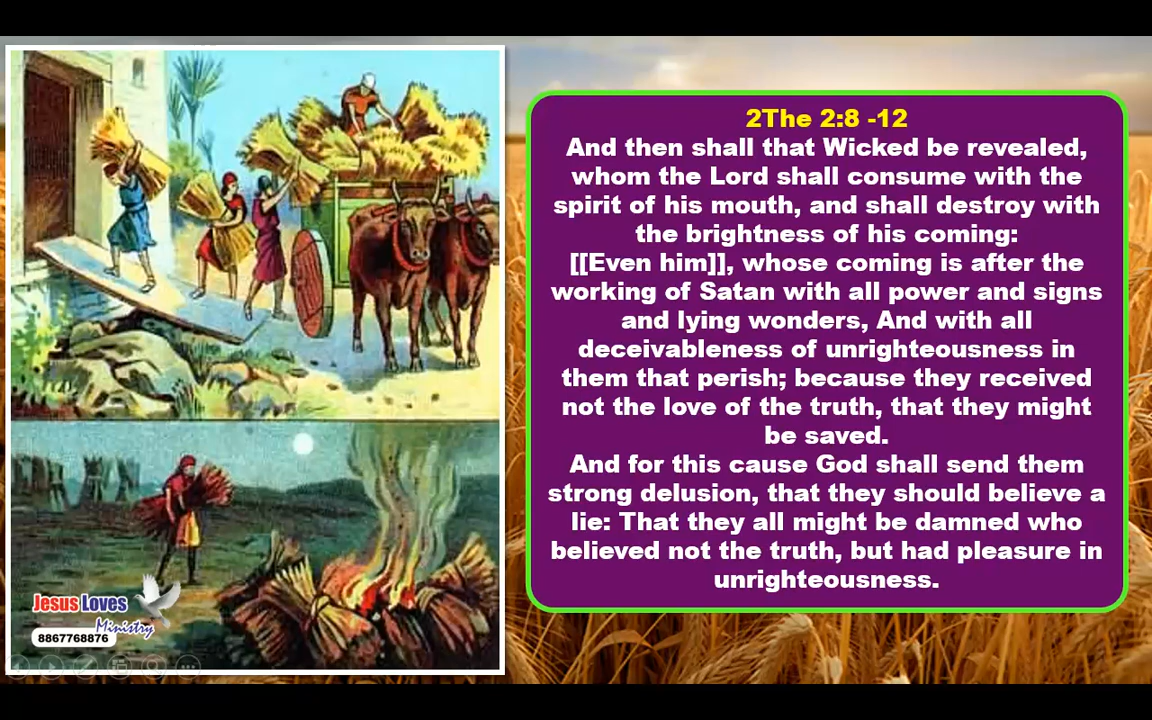 2The 2:8 -12
And then shall that Wicked be revealed,
whom the Lord shall consume with the
spirit of his mouth, and shall destroy with
the brightness of his coming:
[[Even him]], whose coming is after the
working of Satan with all power and signs
and lying wonders, And with all
deceivableness of unrighteousness in
them that perish; because they received
not the love of the truth, that they might
be saved.
And for this cause God shall send them
strong delusion, that they should believe a
lie: That they all might be damned who
believed not the truth, but had pleasure in
unrighteousness.
Jesus Loves
Ministry
8867768876